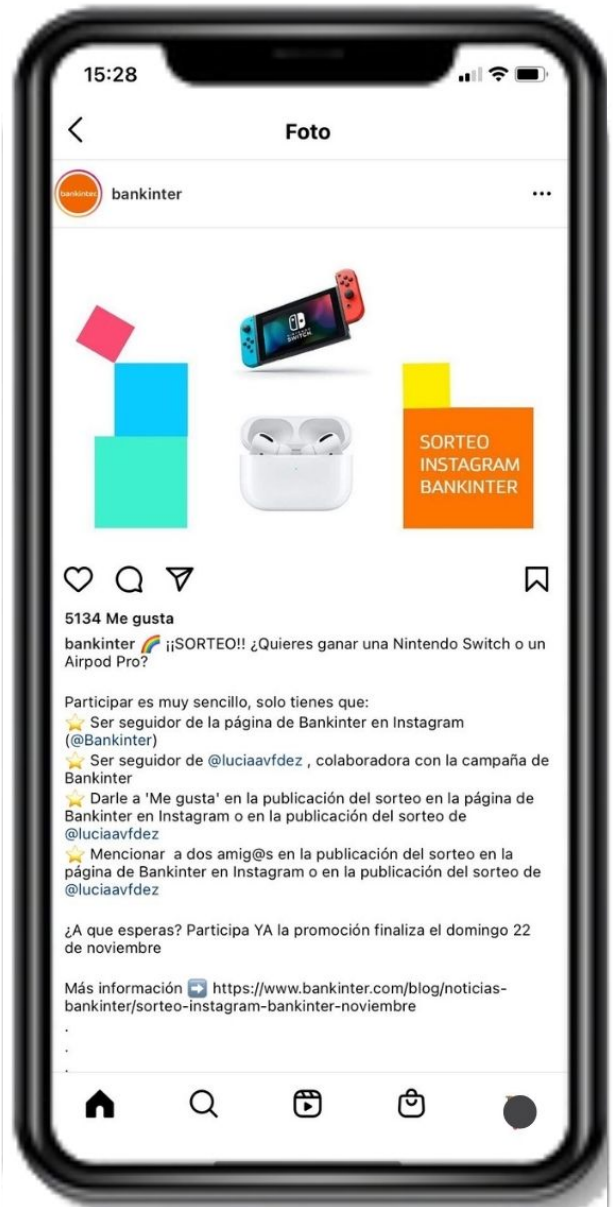 15:28
Foto
bankinter
bankinter
SWITCH
SORTEO
INSTAGRAM
BANKINTER
5134 Me gusta
bankinter 🌈 ¡¡SORTEO!! ¿Quieres ganar una Nintendo Switch o un
Airpod Pro?
Participar es muy sencillo, solo tienes que:
⭐ Ser seguidor de la página de Bankinter en Instagram
(@Bankinter)
⭐ Ser seguidor de @luciaavfdez , colaboradora con la campaña de
Bankinter
⭐ Darle a 'Me gusta' en la publicación del sorteo en la página de
Bankinter en Instagram o en la publicación del sorteo de
@luciaavfdez
⭐ Mencionar  a dos amig@s en la publicación del sorteo en la
página de Bankinter en Instagram o en la publicación del sorteo de
@luciaavfdez
¿A que esperas? Participa YA la promoción finaliza el domingo 22
de noviembre
Más información ➡️ https://www.bankinter.com/blog/noticias-
bankinter/sorteo-instagram-bankinter-noviembre
.
.
.